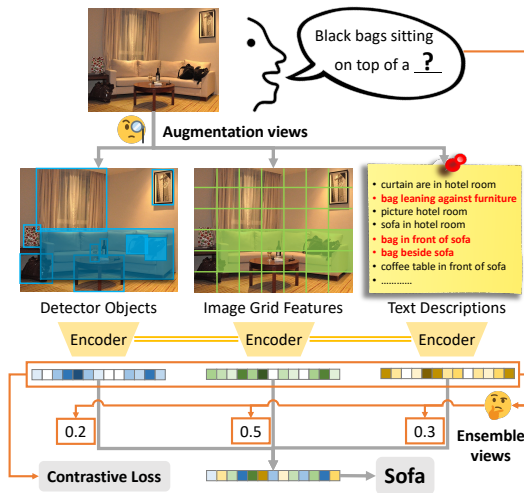 Black bags sitting
on top of a ?
Augmentation views
• curtain are in hotel room
• bag leaning against furniture
• picture hotel room
• sofa in hotel room
• bag in front of sofa
• bag beside sofa
• coffee table in front of sofa
• …………
Detector Objects
Image Grid Features
Text Descriptions
Encoder
Encoder
Encoder
0.2
0.5
0.3
Ensemble
views
Contrastive Loss
Sofa